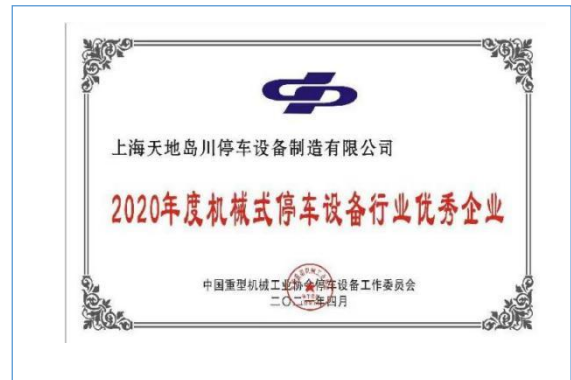 上海天地岛川停车设备制造有限公司
2020年度机械式停车设备行业优秀企业
中国重型机械工业协会停车设备工作委员会
二〇二一年四月